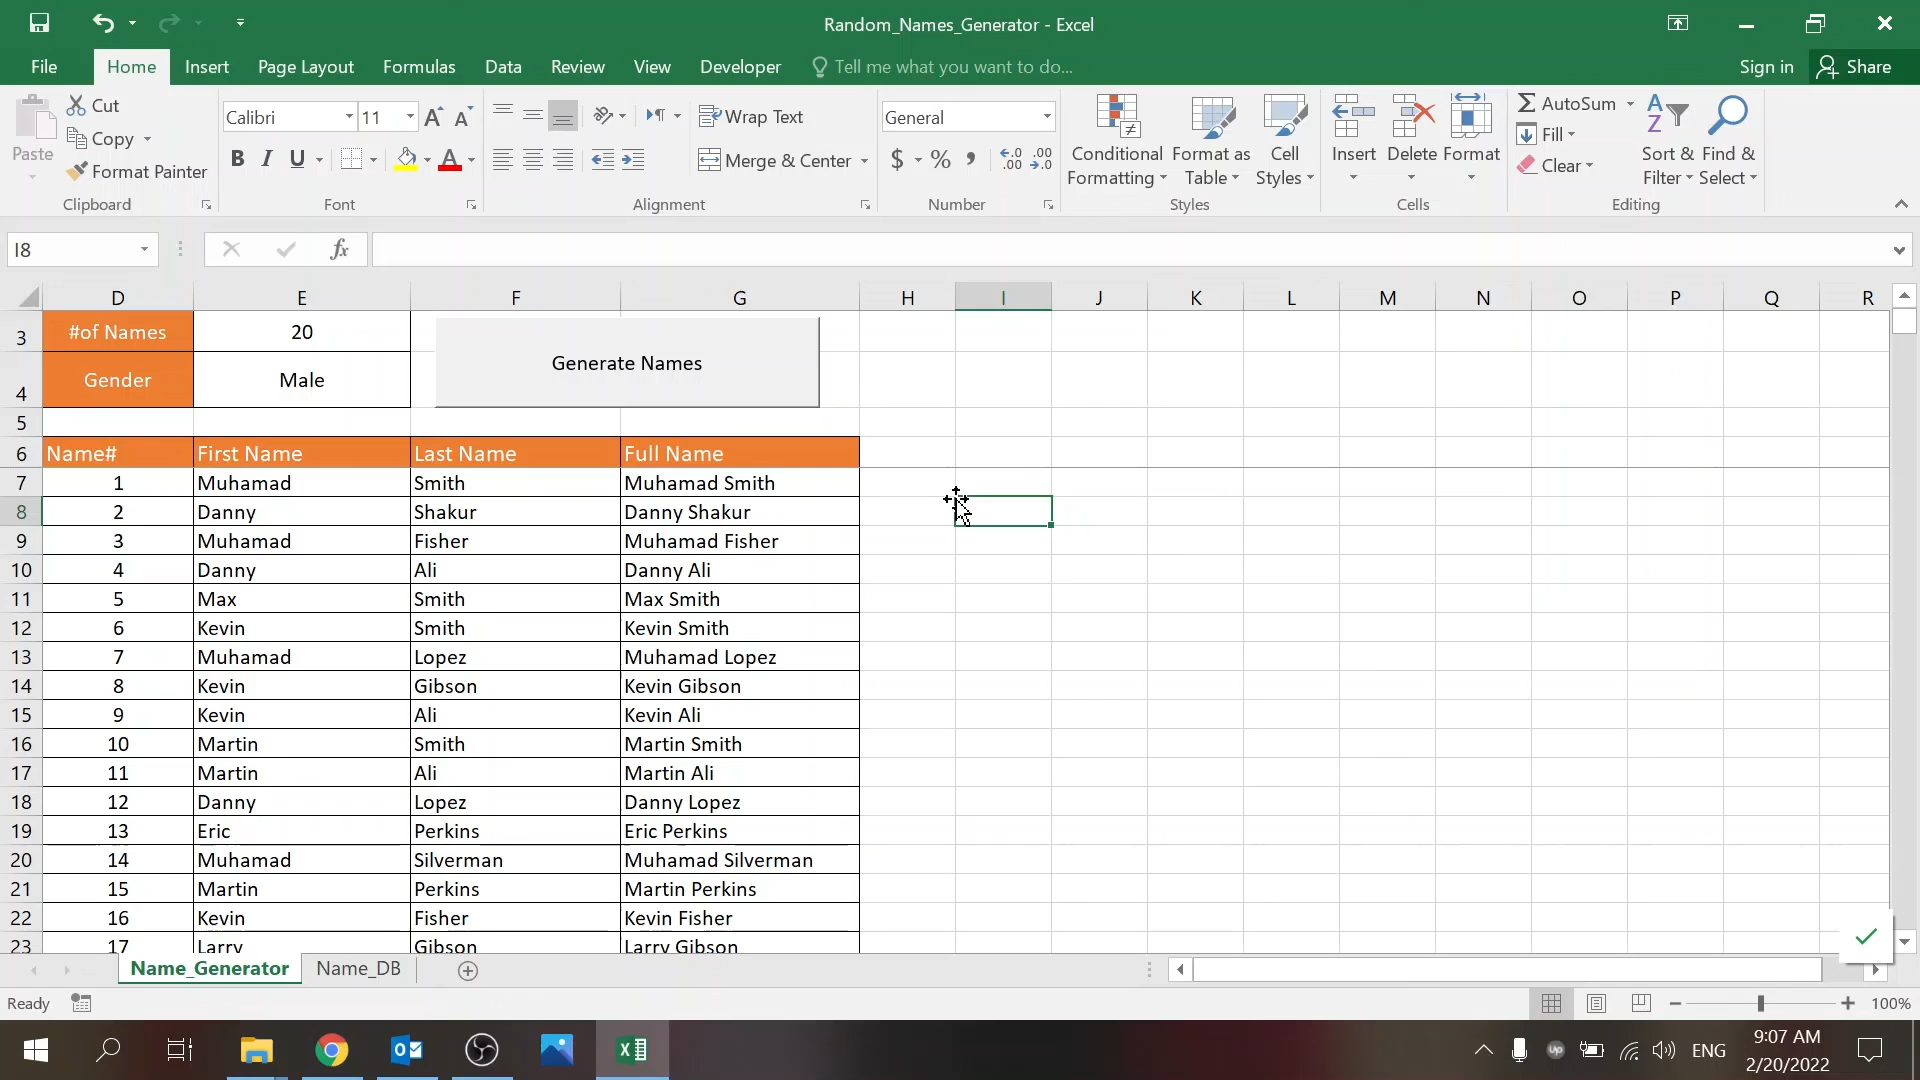 Random_Names_Generator - Excel
File Home Insert Page Layout Formulas Data Review View Developer Tell me what you want to do... Sign in Share
Paste
Cut
Copy
Format Painter
Clipboard
Calibri 11
B I U
Font
Wrap Text
Merge & Center
Alignment
General
$ % ,
Number
Conditional Formatting
Format as Table
Cell Styles
Styles
Insert Delete Format
Cells
AutoSum
Fill
Clear
Sort & Filter
Find & Select
Editing
I8 fx
D E F G H I J K L M N O P Q R
3 #of Names 20
Generate Names
4 Gender Male
5
6 Name# First Name Last Name Full Name
7 1 Muhamad Smith Muhamad Smith
8 2 Danny Shakur Danny Shakur
9 3 Muhamad Fisher Muhamad Fisher
10 4 Danny Ali Danny Ali
11 5 Max Smith Max Smith
12 6 Kevin Smith Kevin Smith
13 7 Muhamad Lopez Muhamad Lopez
14 8 Kevin Gibson Kevin Gibson
15 9 Kevin Ali Kevin Ali
16 10 Martin Smith Martin Smith
17 11 Martin Ali Martin Ali
18 12 Danny Lopez Danny Lopez
19 13 Eric Perkins Eric Perkins
20 14 Muhamad Silverman Muhamad Silverman
21 15 Martin Perkins Martin Perkins
22 16 Kevin Fisher Kevin Fisher
23 17 Larry Gibson Larry Gibson
Name_Generator Name_DB
Ready 100%
ENG 9:07 AM
2/20/2022